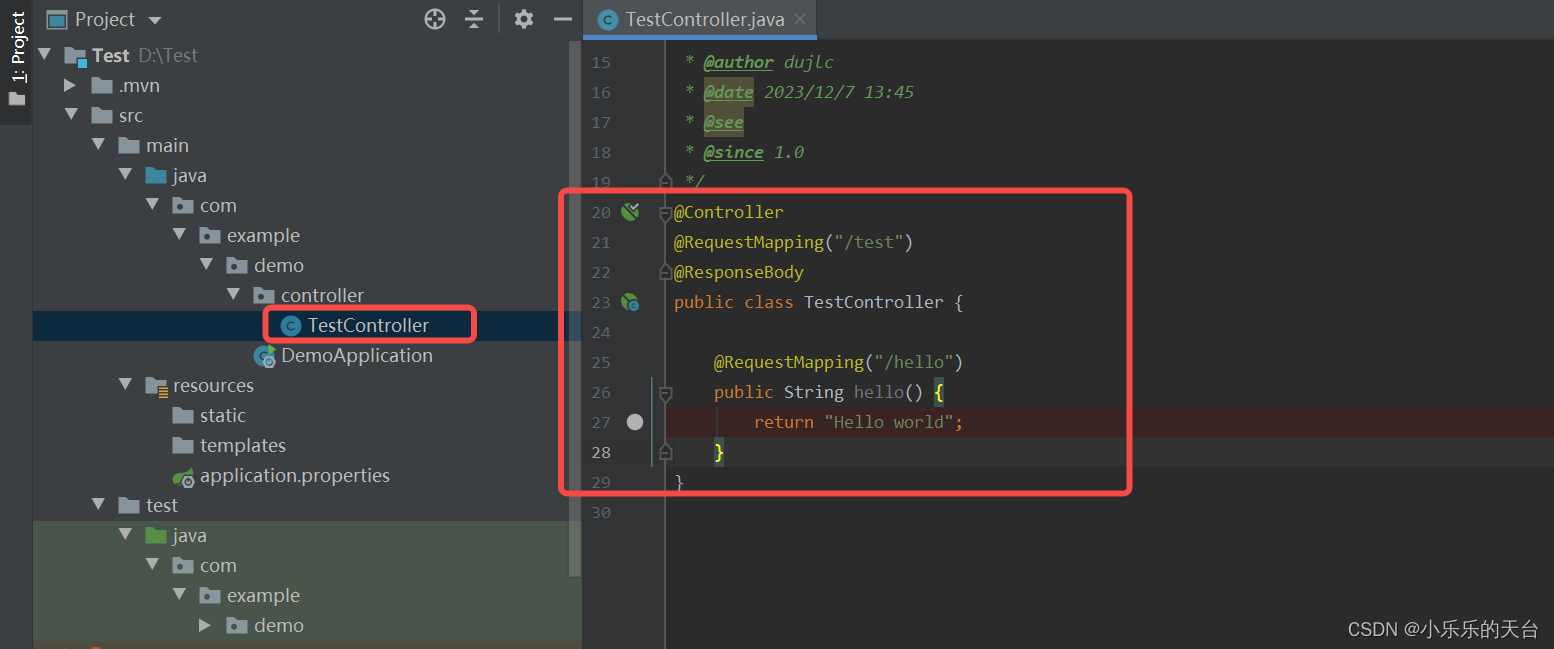 1: Project
Project
Test D:\Test
.mvn
src
main
java
com
example
demo
controller
TestController
DemoApplication
resources
static
templates
application.properties
test
java
com
example
demo
TestController.java
15 * @author dujlc
16 * @date 2023/12/7 13:45
17 * @see
18 * @since 1.0
19 */
20 @Controller
21 @RequestMapping("/test")
22 @ResponseBody
23 public class TestController {
24
25 @RequestMapping("/hello")
26 public String hello() {
27 return "Hello world";
28 }
29 }
30
CSDN @小乐乐的天台